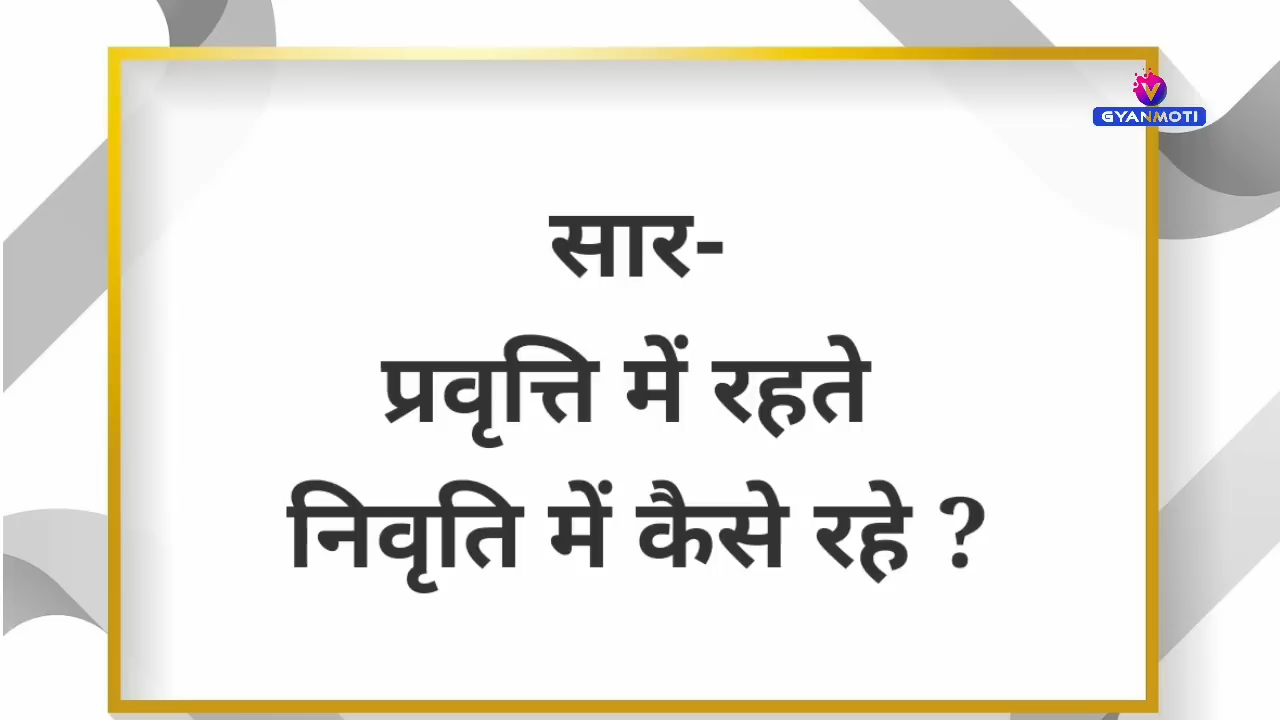 GYANMOTI
सार-
प्रवृत्ति में रहते
निवृति में कैसे रहे ?